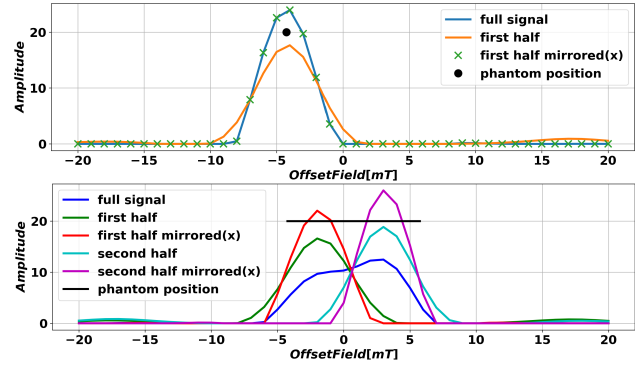 Amplitude
20
10
0
full signal
first half
first half mirrored(x)
phantom position
−20 −15 −10 −5 0 5 10 15 20
OffsetField[mT]
Amplitude
20
10
0
full signal
first half
first half mirrored(x)
second half
second half mirrored(x)
phantom position
−20 −15 −10 −5 0 5 10 15 20
OffsetField[mT]